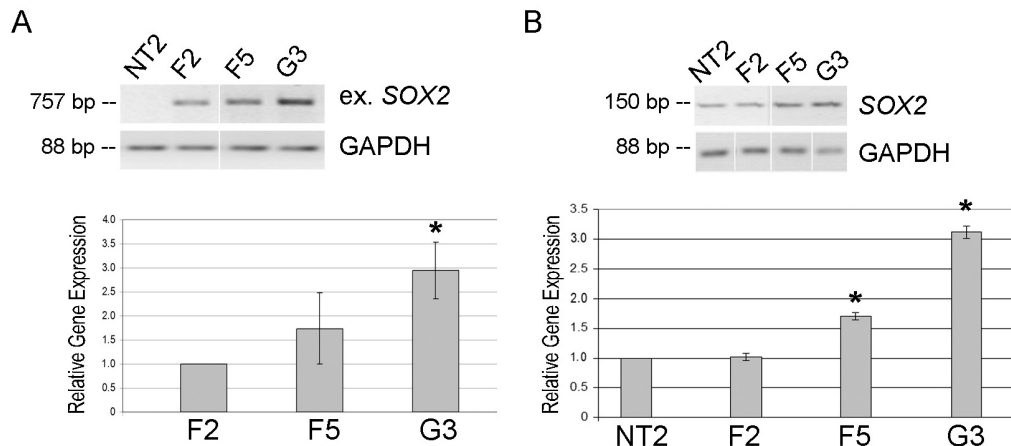 A
NT2 F2 F5 G3
757 bp -- ex. SOX2
88 bp -- GAPDH
Relative Gene Expression
4.0
3.5
3.0
2.5
2.0
1.5
1.0
0.5
0
*
F2 F5 G3
B
NT2 F2 F5 G3
150 bp -- SOX2
88 bp -- GAPDH
Relative Gene Expression
3.5
3.0
2.5
2.0
1.5
1.0
0.5
0
* *
NT2 F2 F5 G3